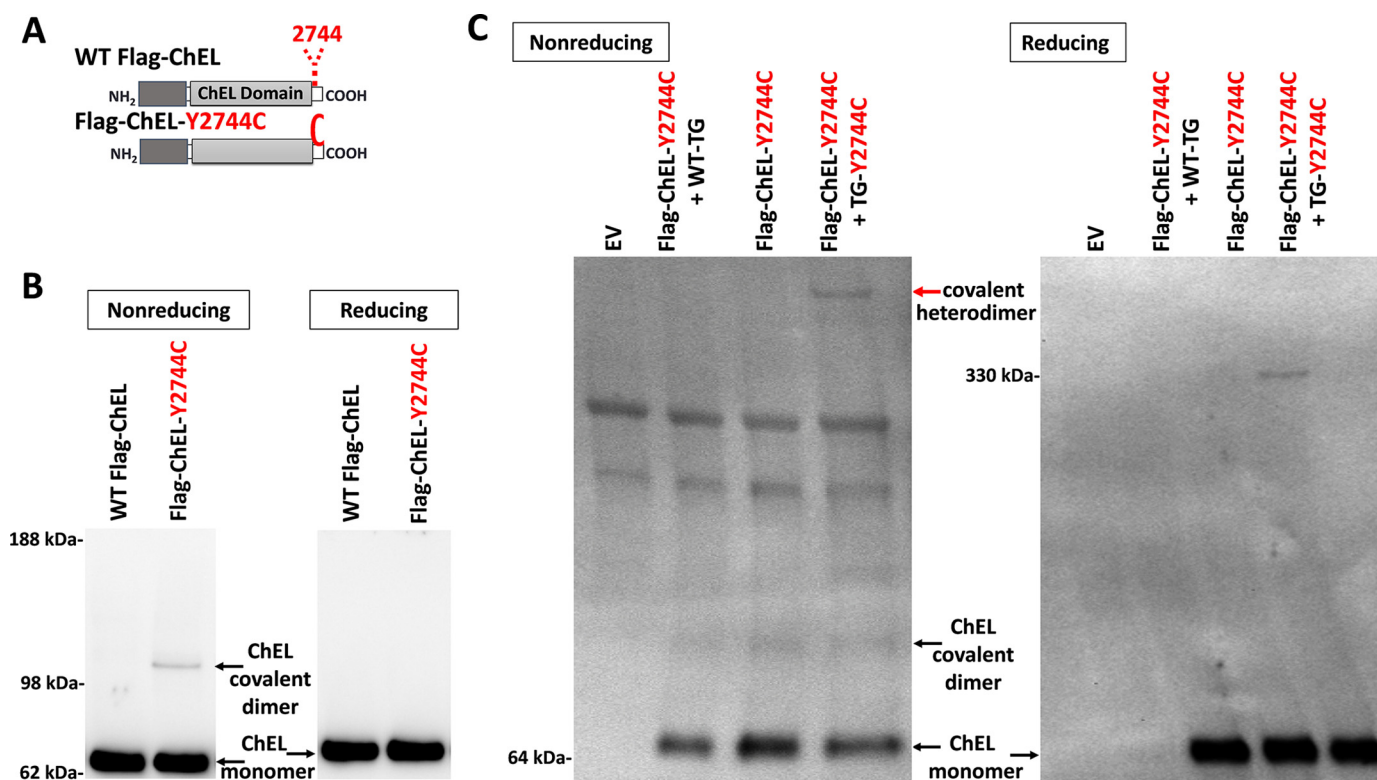 A
2744
WT Flag-ChEL
NH2 ChEL Domain COOH
Flag-ChEL-Y2744C
C
NH2 COOH
B
Nonreducing
Reducing
WT Flag-ChEL
Flag-ChEL-Y2744C
WT Flag-ChEL
Flag-ChEL-Y2744C
188 kDa-
98 kDa-
62 kDa-
ChEL
covalent
dimer
ChEL
monomer
C
Nonreducing
Reducing
EV
Flag-ChEL-Y2744C
+ WT-TG
Flag-ChEL-Y2744C
Flag-ChEL-Y2744C
+ TG-Y2744C
EV
Flag-ChEL-Y2744C
+ WT-TG
Flag-ChEL-Y2744C
Flag-ChEL-Y2744C
+ TG-Y2744C
covalent
heterodimer
330 kDa-
ChEL
covalent
dimer
64 kDa-
ChEL
monomer